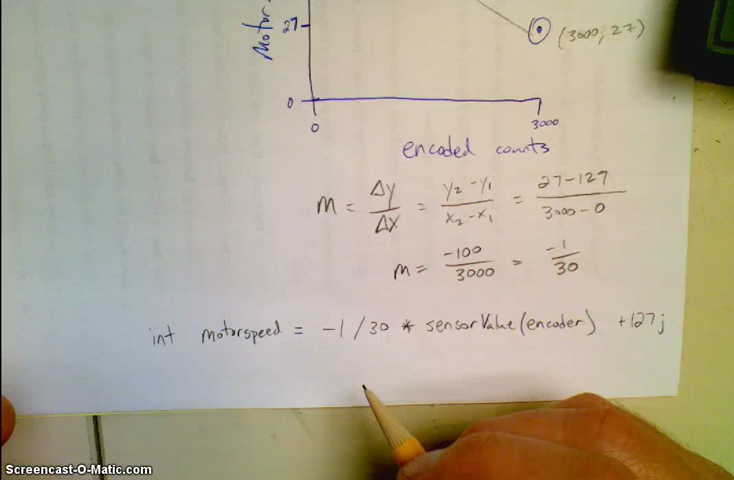 Motor
27
(3000, 27)
0
0
3000
encoded counts
m = Δy/Δx = y₂ - y₁/x₂ - x₁ = 27-127/3000-0
m = -100/3000 = -1/30
int motorspeed = -1/30 * sensorValue(encoder) +127;
Screencast-O-Matic.com